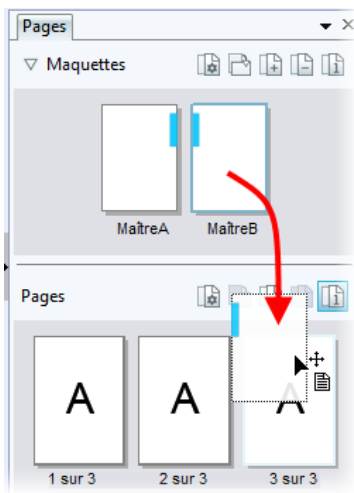 Pages
Maquettes
MaîtreA MaîtreB
Pages
A A A
1 sur 3 2 sur 3 3 sur 3